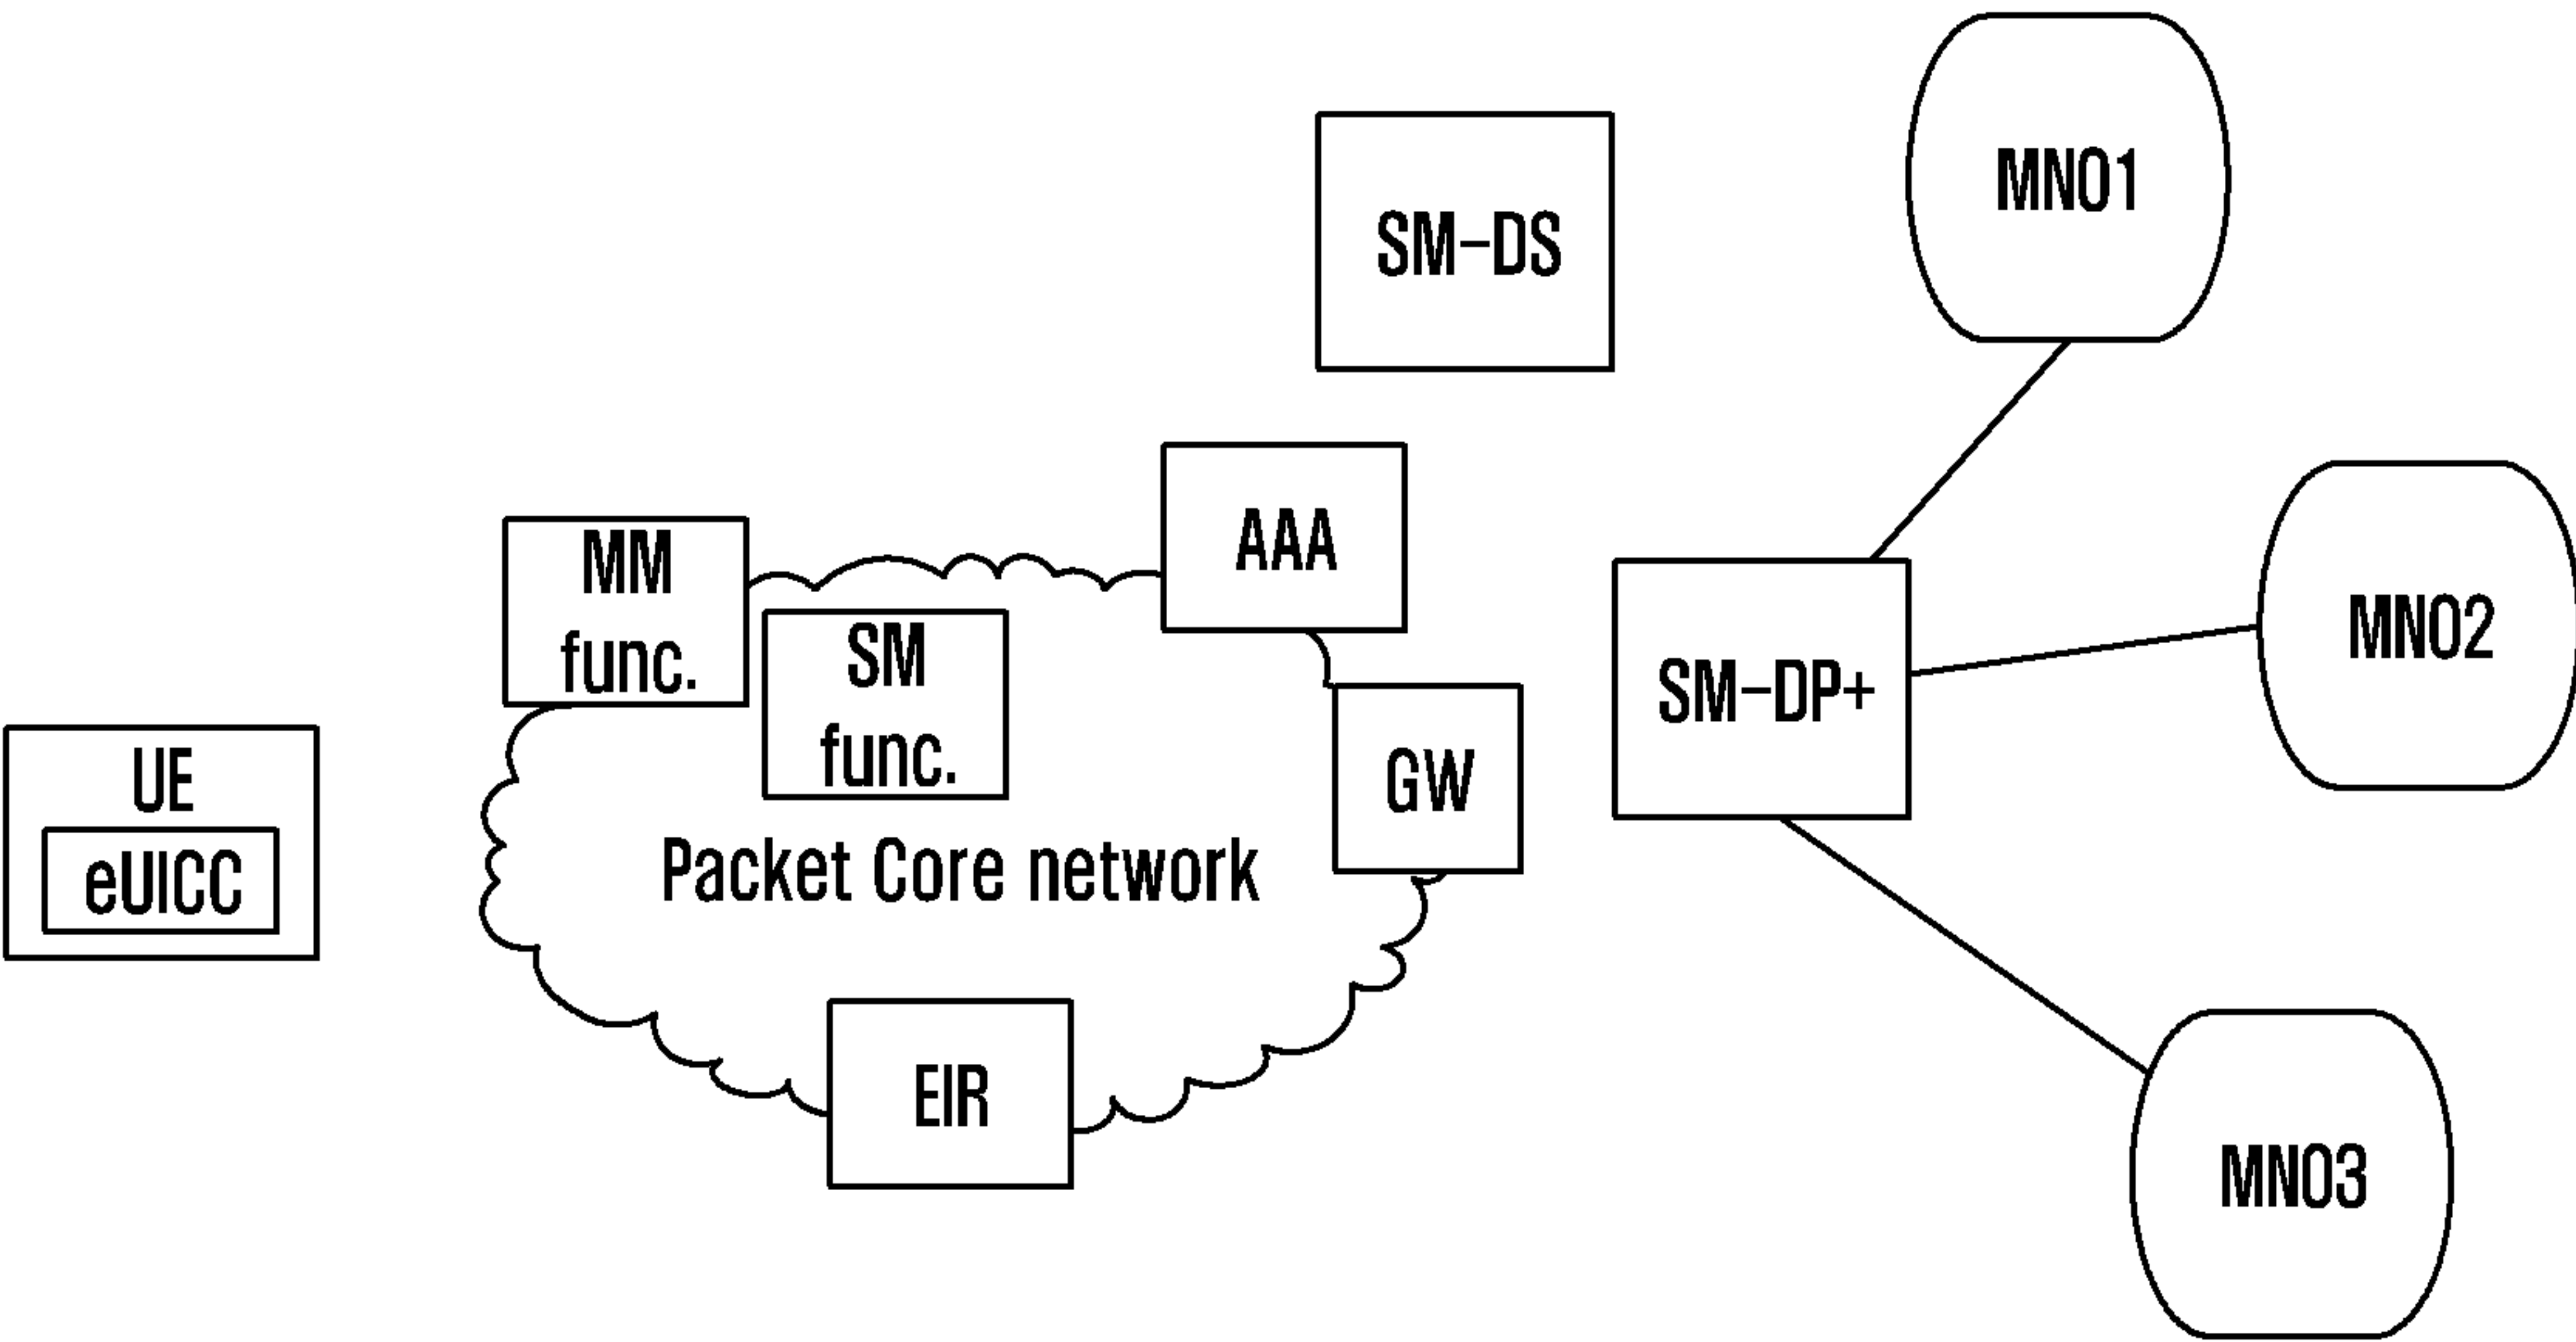 MNO1
SM-DS
AAA
MM
func.
SM
func.
MNO2
SM-DP+
UE
eUICC
GW
Packet Core network
EIR
MNO3